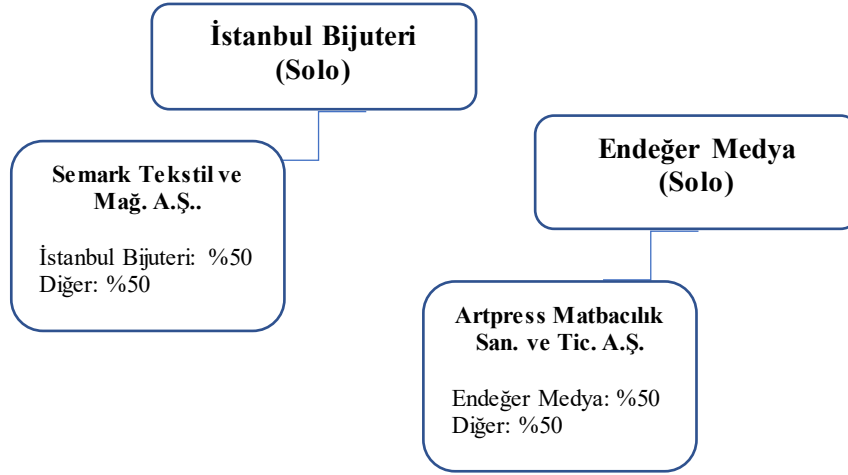 İstanbul Bijuteri
(Solo)
Semark Tekstil ve
Mağ. A.Ş..
İstanbul Bijuteri: %50
Diğer: %50
Endeğer Medya
(Solo)
Artpress Matbacılık
San. ve Tic. A.Ş.
Endeğer Medya: %50
Diğer: %50